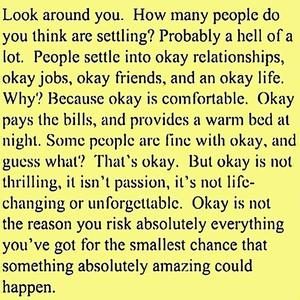 Look around you.  How many people do
you think are settling? Probably a hell of a
lot.  People settle into okay relationships,
okay jobs, okay friends, and an okay life.
Why? Because okay is comfortable.  Okay
pays the bills, and provides a warm bed at
night. Some people are fine with okay, and
guess what?  That's okay.  But okay is not
thrilling, it isn't passion, it's not life-
changing or unforgettable.  Okay is not
the reason you risk absolutely everything
you've got for the smallest chance that
something absolutely amazing could
happen.